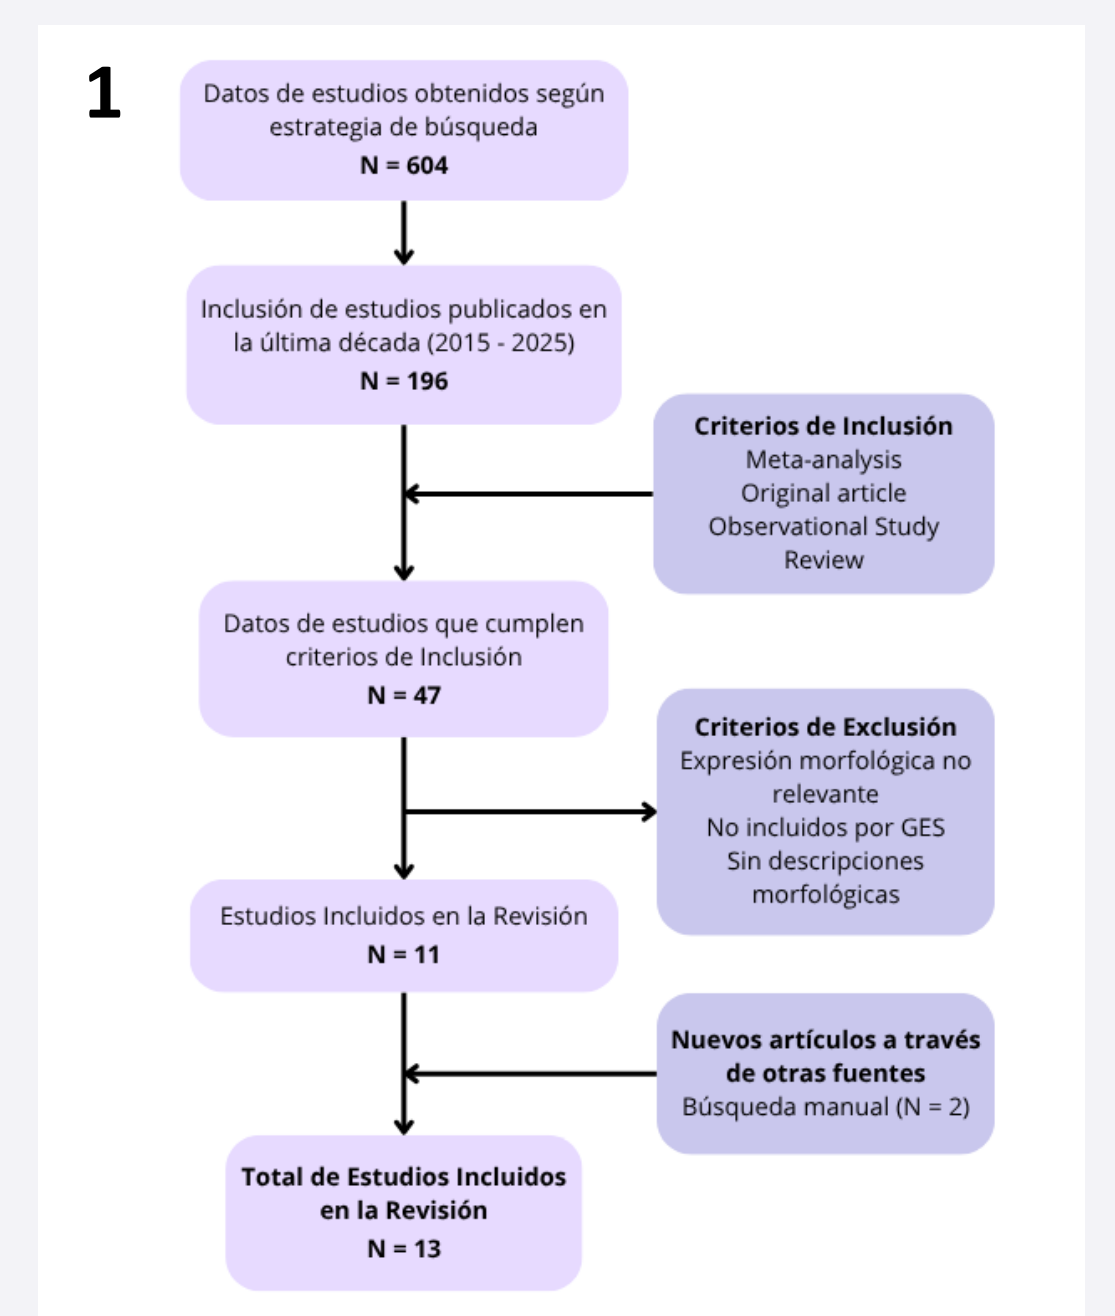 1
Datos de estudios obtenidos según
estrategia de búsqueda
N = 604
Inclusión de estudios publicados en
la última década (2015 - 2025)
N = 196
Criterios de Inclusión
Meta-analysis
Original article
Observational Study
Review
Datos de estudios que cumplen
criterios de Inclusión
N = 47
Criterios de Exclusión
Expresión morfológica no
relevante
No incluidos por GES
Sin descripciones
morfológicas
Estudios Incluidos en la Revisión
N = 11
Nuevos artículos a través
de otras fuentes
Búsqueda manual (N = 2)
Total de Estudios Incluidos
en la Revisión
N = 13